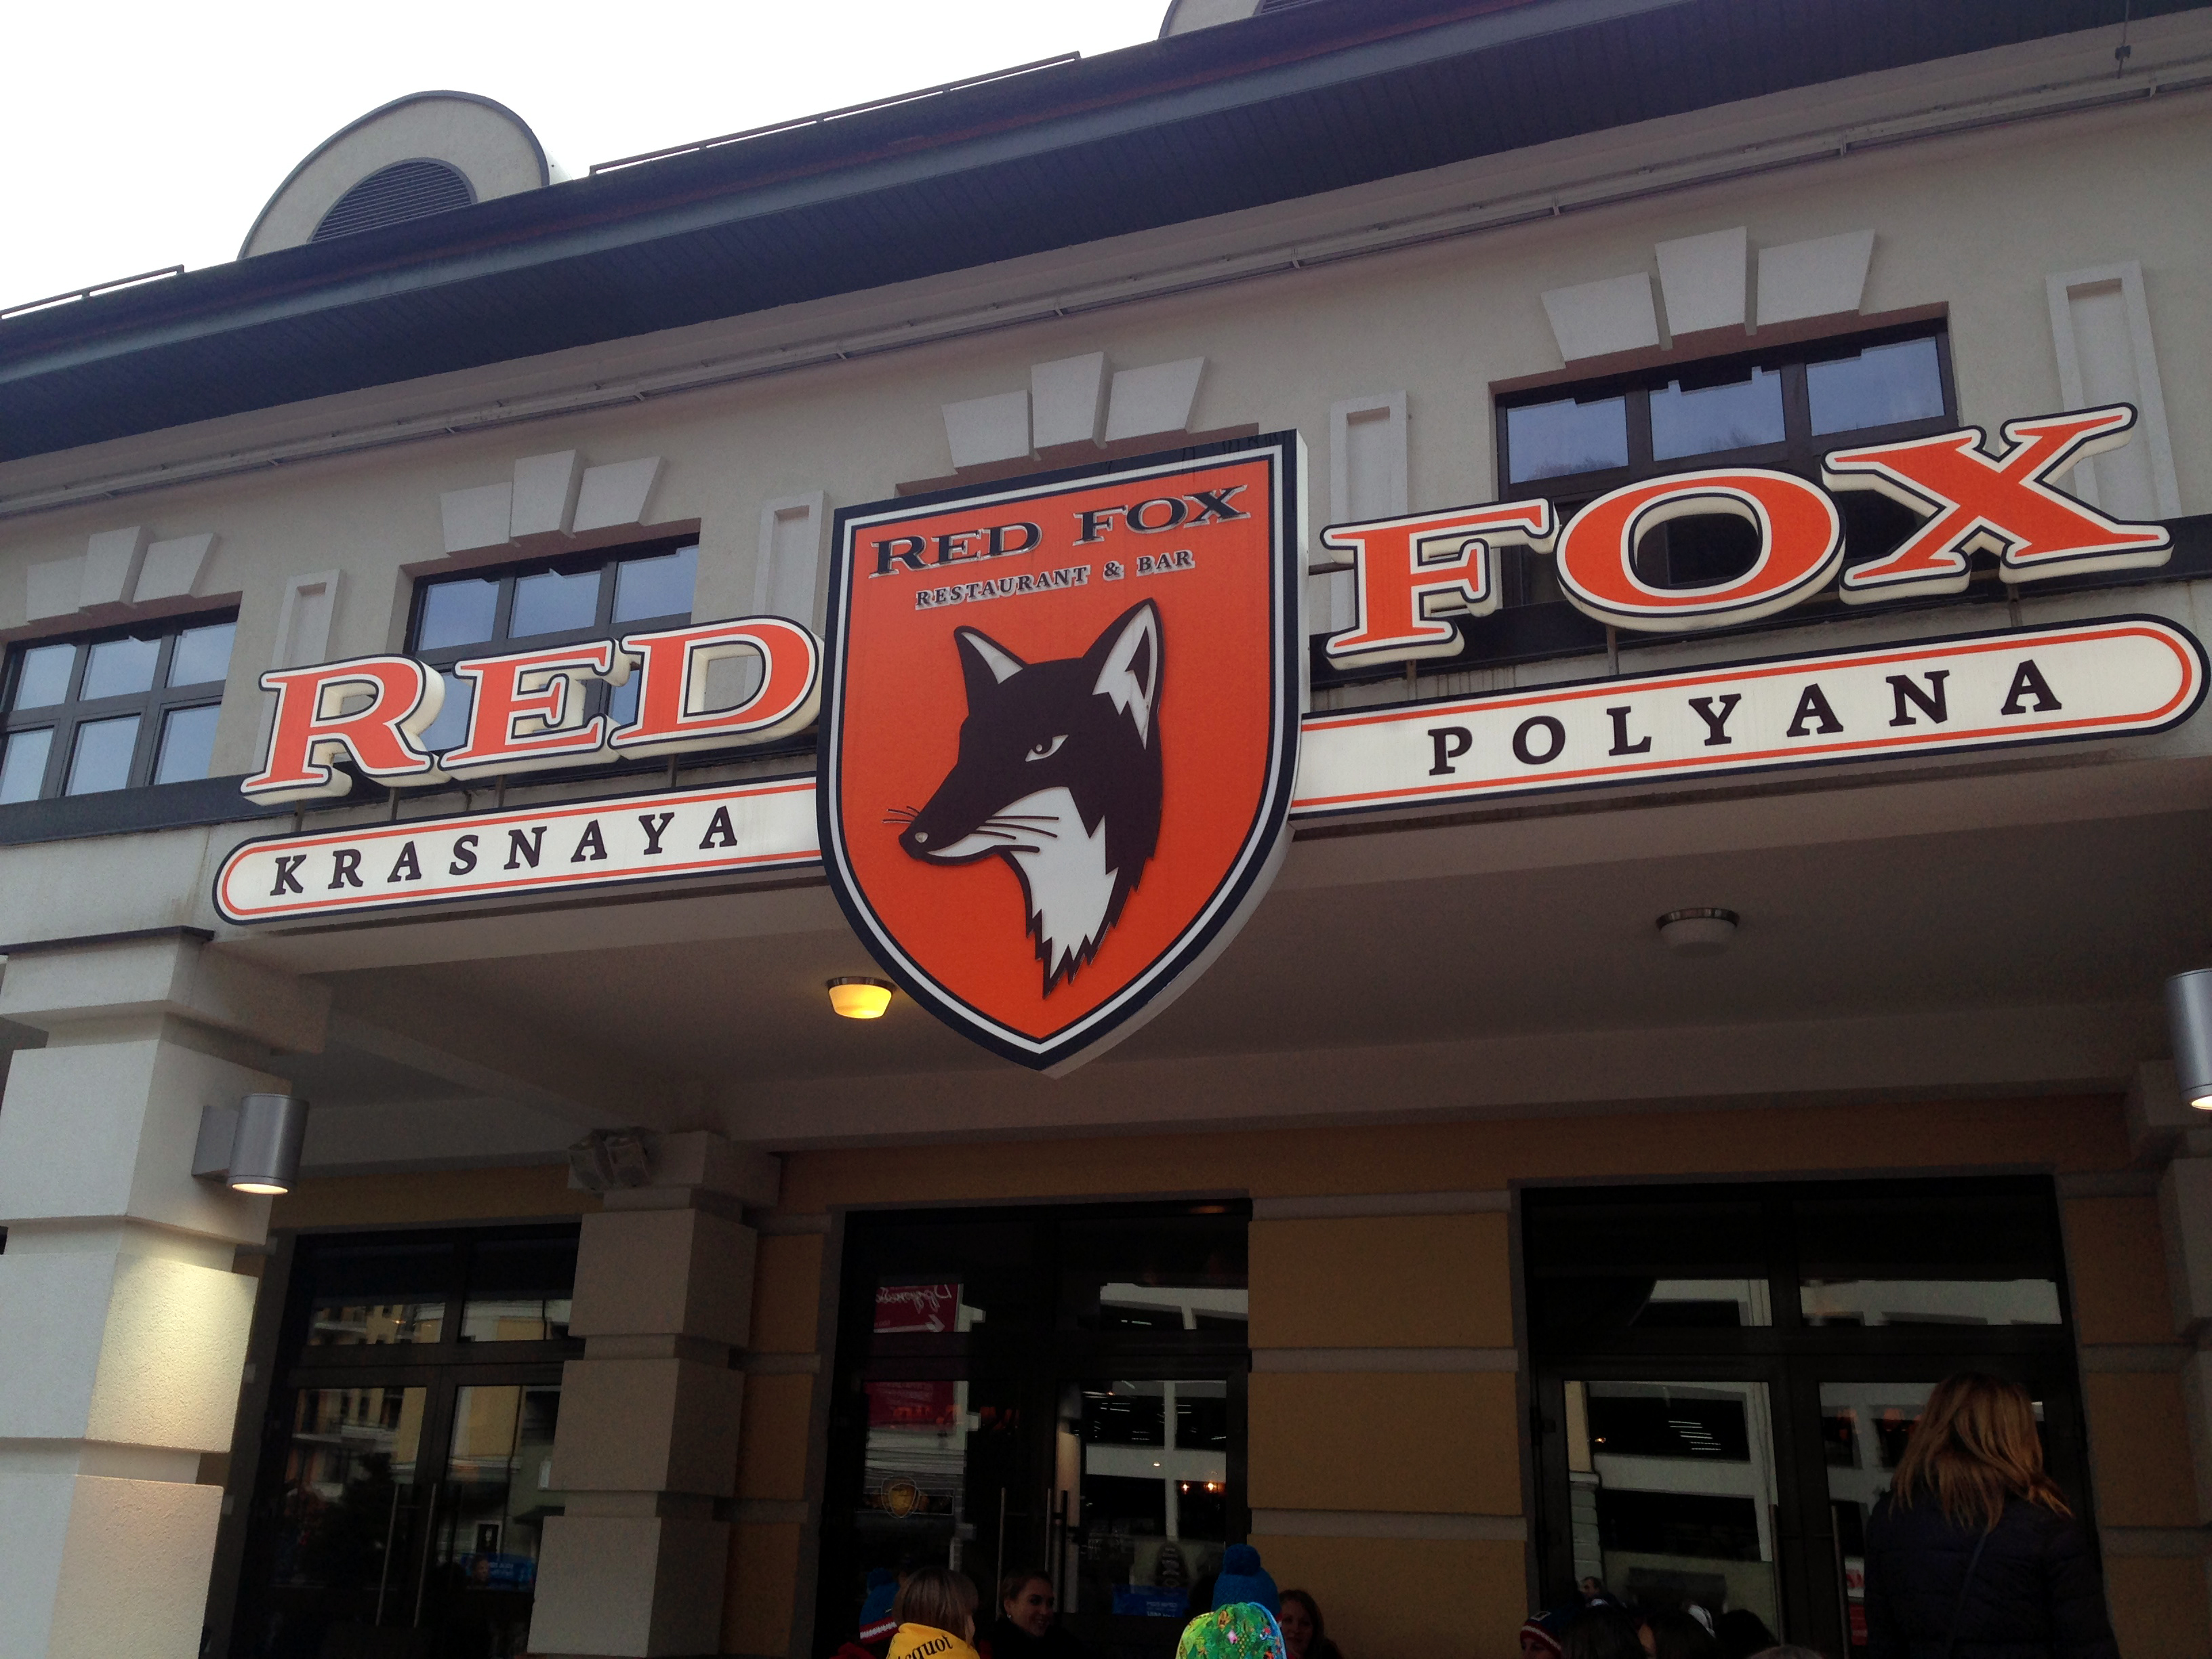 RED FOX
KRASNAYA POLYANA
RED FOX
RESTAURANT & BAR